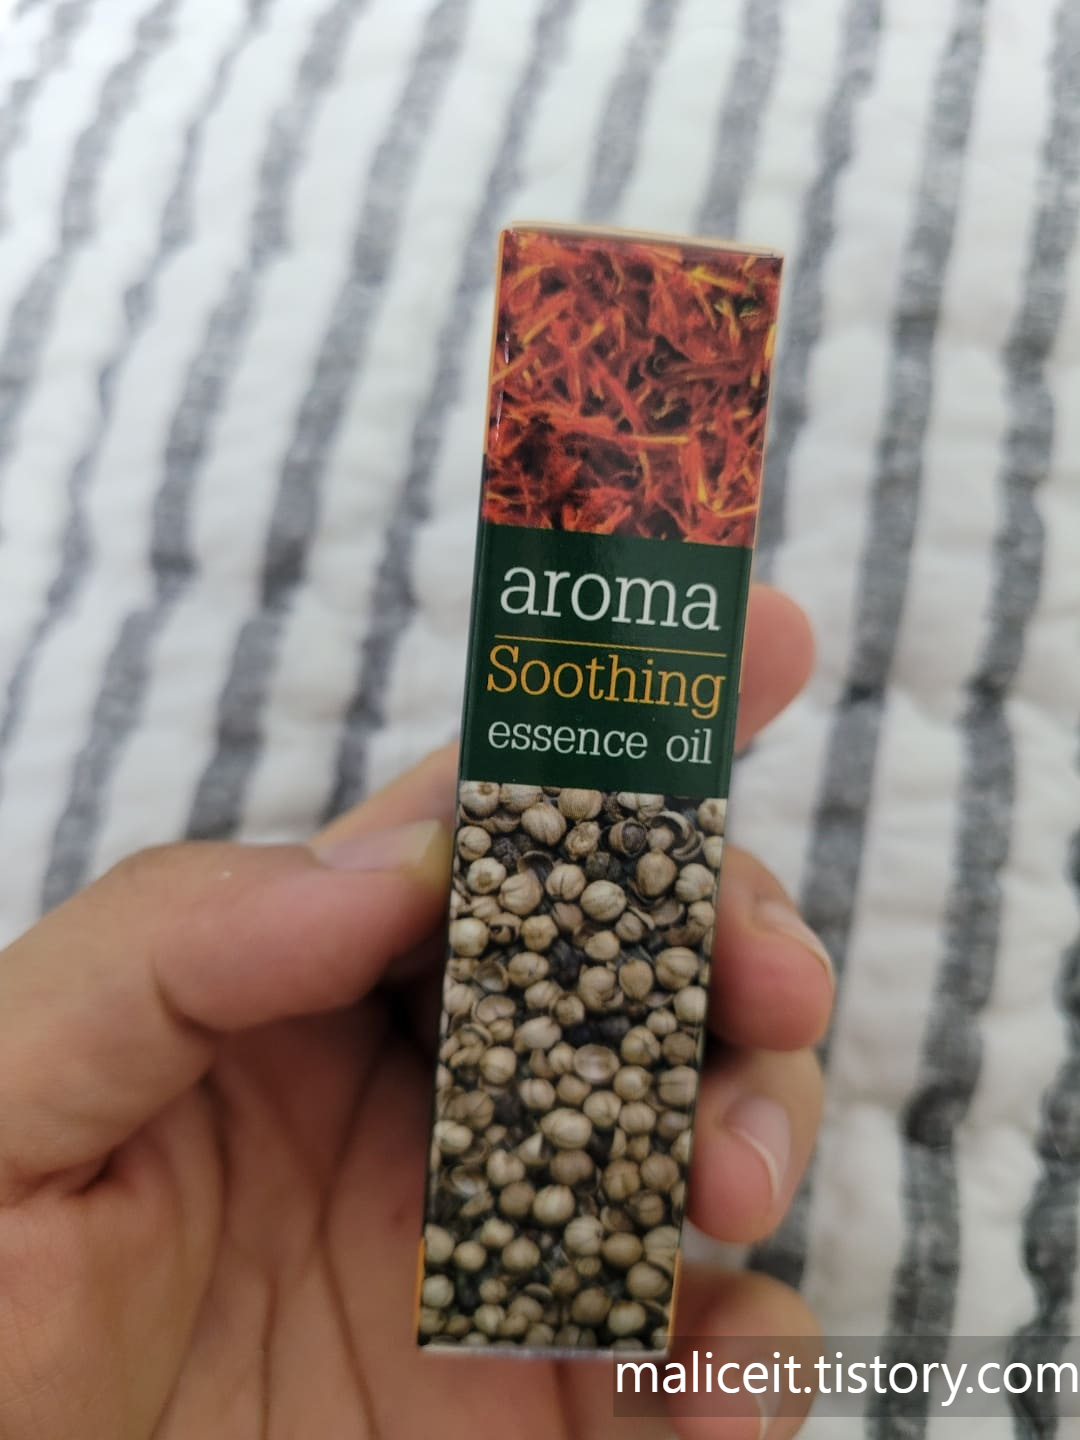 aroma
Soothing
essence oil
maliceit.tistory.com